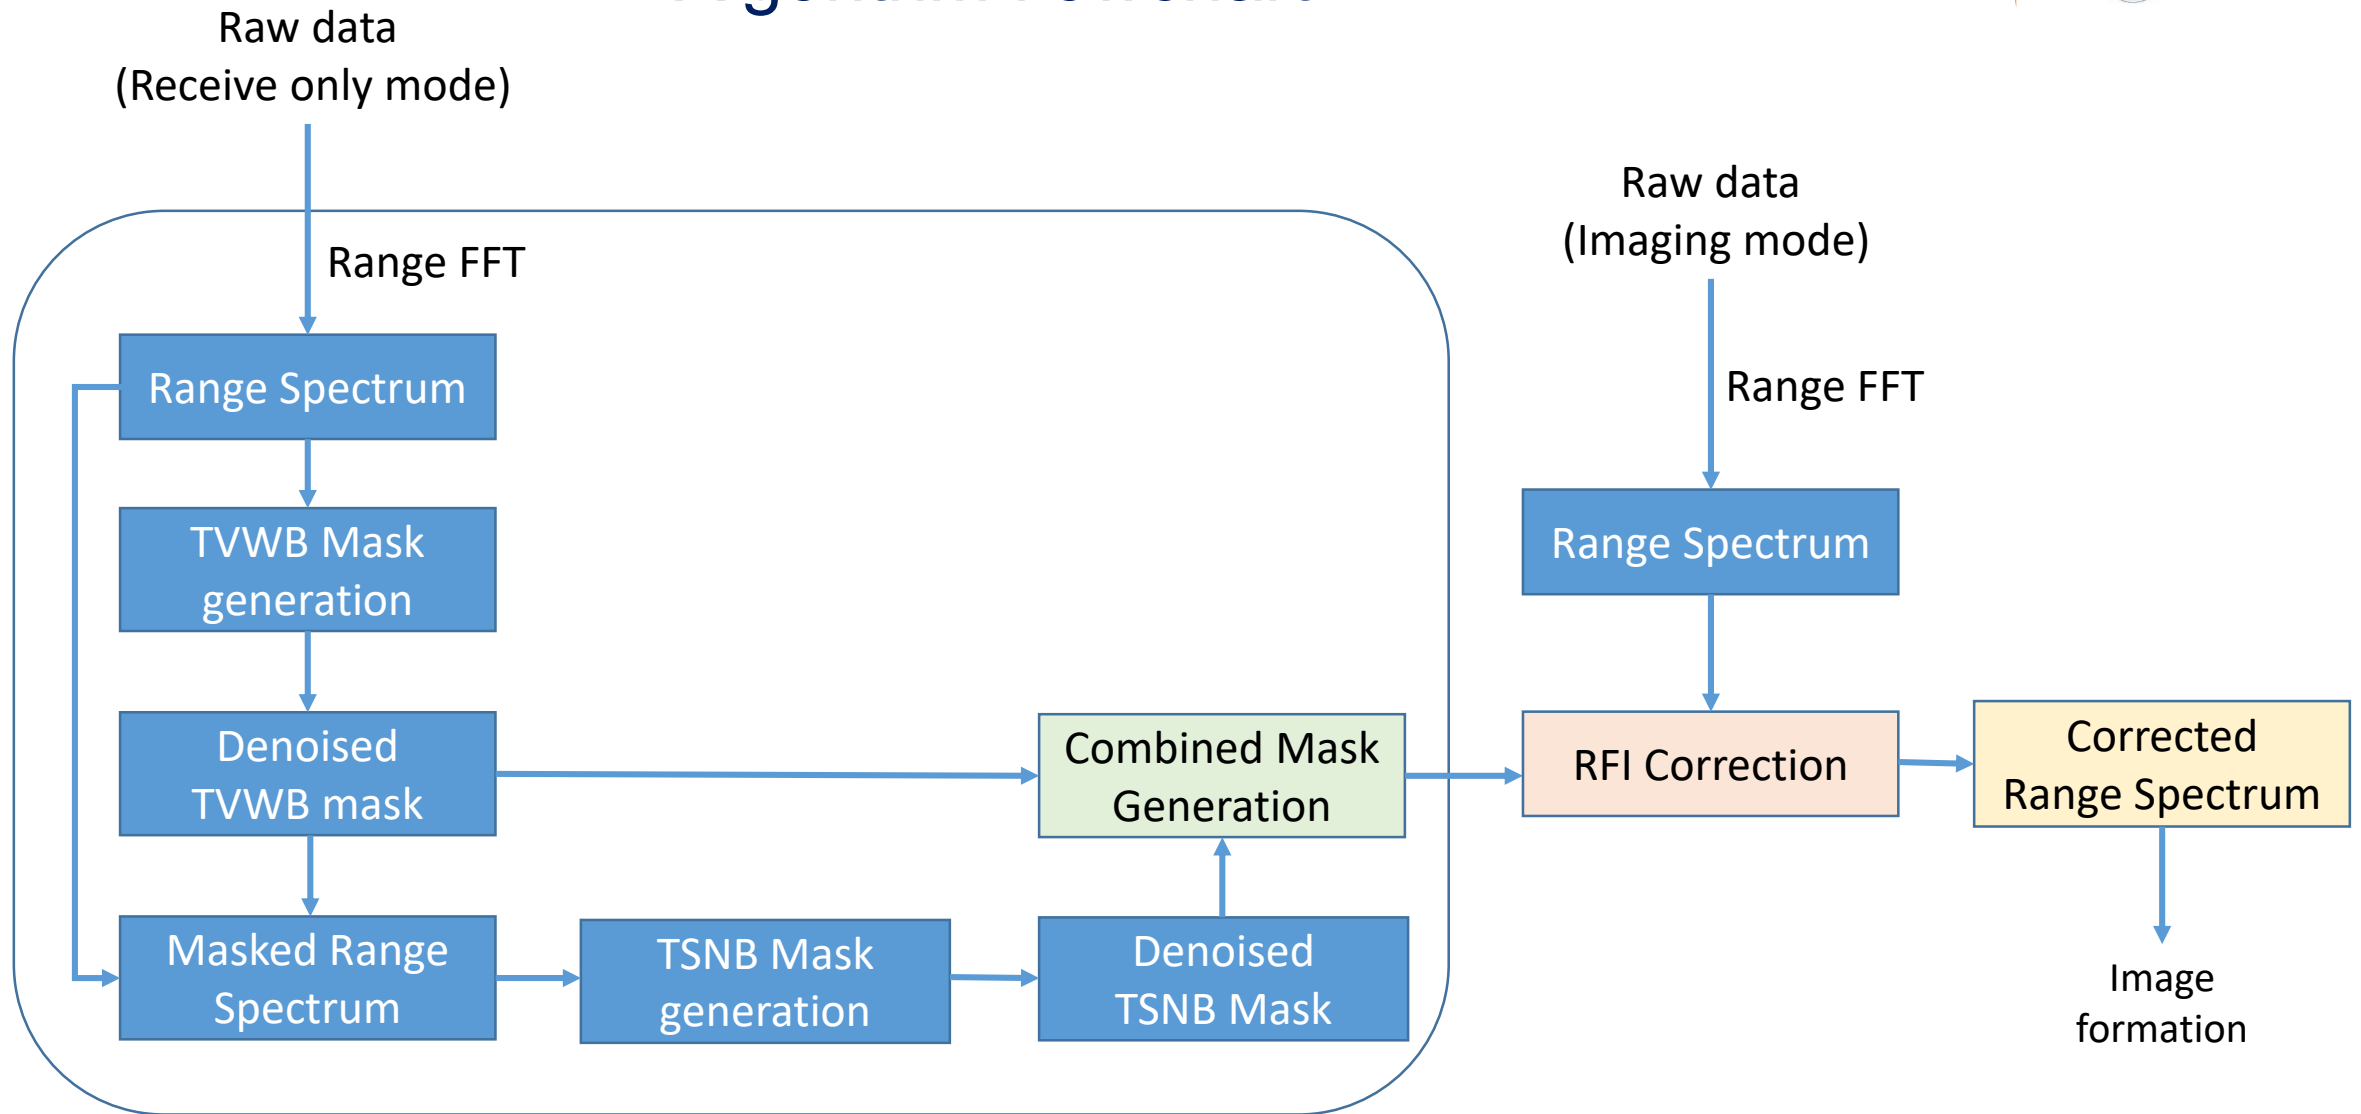 Raw data
(Receive only mode)
Range FFT
Range Spectrum
TVWB Mask
generation
Denoised
TVWB mask
Masked Range
Spectrum
TSNB Mask
generation
Denoised
TSNB Mask
Combined Mask
Generation
Raw data
(Imaging mode)
Range FFT
Range Spectrum
RFI Correction
Corrected
Range Spectrum
Image
formation